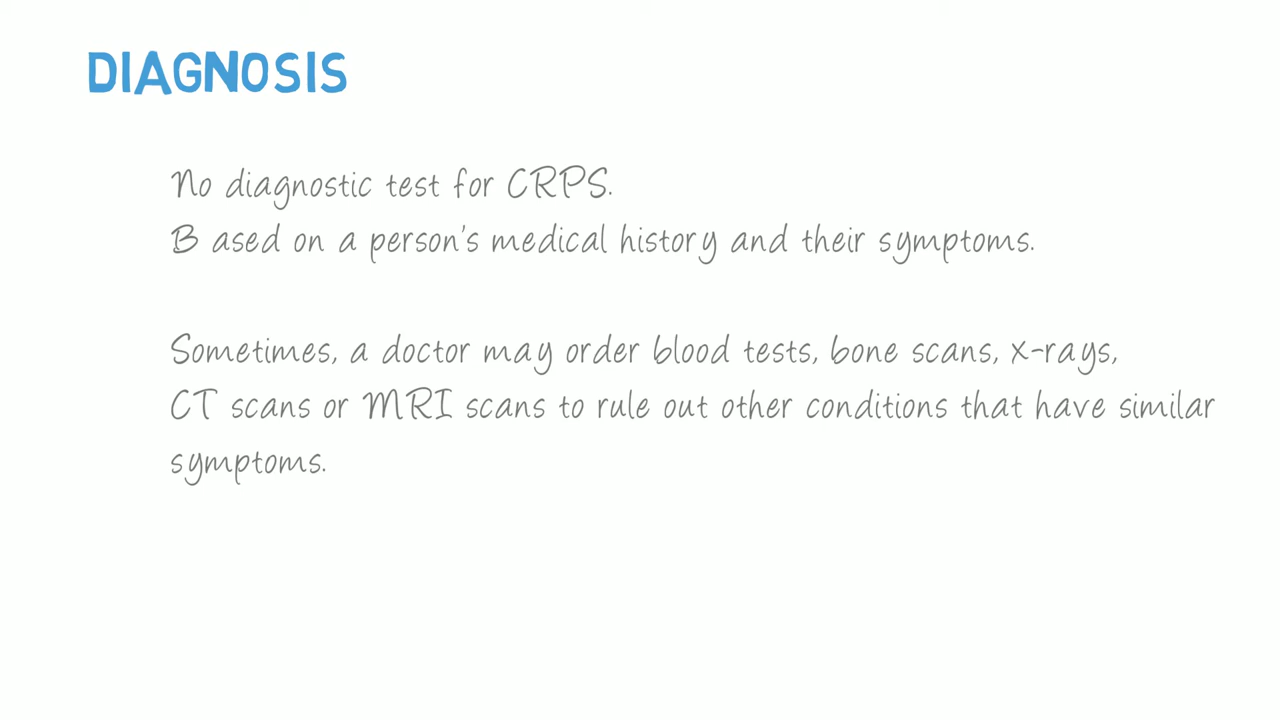 DIAGNOSIS
No diagnostic test for CRPS.
B ased on a person's medical history and their symptoms.
Sometimes, a doctor may order blood tests, bone scans, x-rays,
CT scans or MRI scans to rule out other conditions that have similar
symptoms.